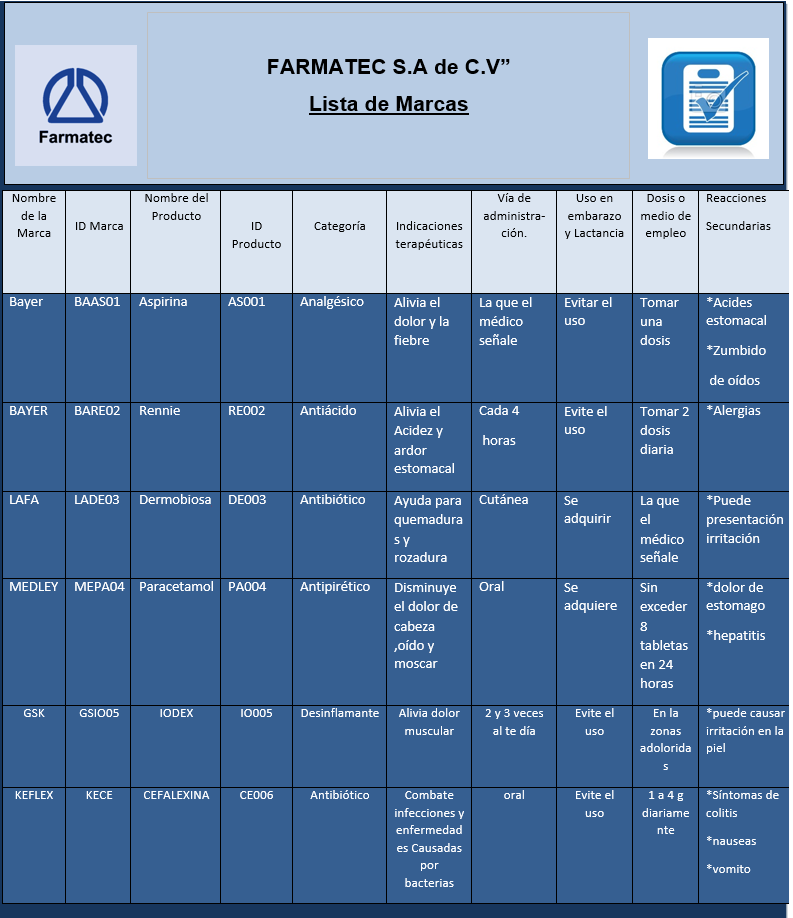 FARMATEC S.A de C.V”
Lista de Marcas
Farmatec
Nombre
de la
Marca
ID Marca
Nombre del
Producto
ID
Producto
Categoría
Indicaciones
terapéuticas
Vía de
administra-
ción.
Uso en
embarazo
y Lactancia
Dosis o
medio de
empleo
Reacciones
Secundarias
Bayer
BAAS01
Aspirina
AS001
Analgésico
Alivia el
dolor y la
fiebre
La que el
médico
señale
Evitar el
uso
Tomar
una
dosis
*Acides
estomacal
*Zumbido
de oídos
BAYER
BARE02
Rennie
RE002
Antiácido
Alivia el
Acidez y
ardor
estomacal
Cada 4
horas
Evite el
uso
Tomar 2
dosis
diaria
*Alergias
LAFA
LADE03
Dermobiosa
DE003
Antibiótico
Ayuda para
quemadura
s y
rozadura
Cutánea
Se
adquirir
La que
el
médico
señale
*Puede
presentación
irritación
MEDLEY
MEPA04
Paracetamol
PA004
Antipirético
Disminuye
el dolor de
cabeza
,oído y
moscar
Oral
Se
adquiere
Sin
exceder
8
tabletas
en 24
horas
*dolor de
estomago
*hepatitis
GSK
GSIO05
IODEX
IO005
Desinflamante
Alivia dolor
muscular
2 y 3 veces
al te día
Evite el
uso
En la
zonas
adolorida
s
*puede causar
irritación en la
piel
KEFLEX
KECE
CEFALEXINA
CE006
Antibiótico
Combate
infecciones y
enfermedad
es Causadas
por
bacterias
oral
Evite el
uso
1 a 4 g
diariame
nte
*Síntomas de
colitis
*nauseas
*vomito